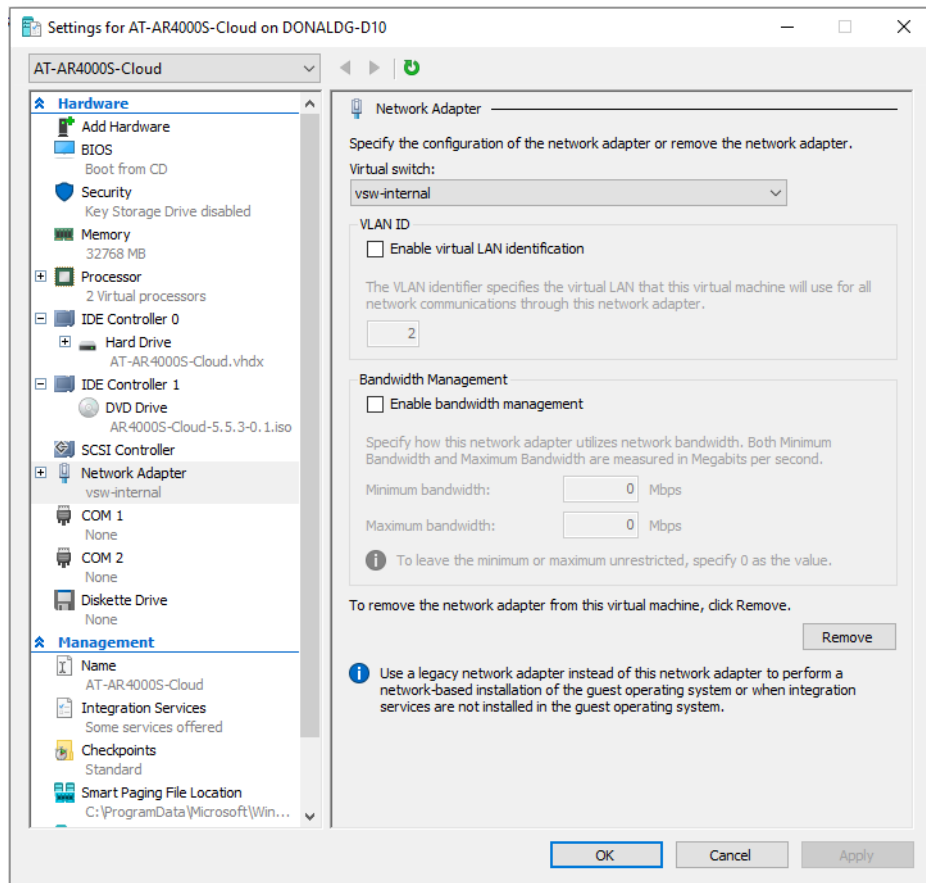 Settings for AT-AR4000S-Cloud on DONALDG-D10
AT-AR4000S-Cloud
Hardware
Add Hardware
BIOS
Boot from CD
Security
Key Storage Drive disabled
Memory
32768 MB
Processor
2 Virtual processors
IDE Controller 0
Hard Drive
AT-AR4000S-Cloud.vhdx
IDE Controller 1
DVD Drive
AR4000S-Cloud-5.5.3-0.1.iso
SCSI Controller
Network Adapter
vsw-internal
COM 1
None
COM 2
None
Diskette Drive
None
Management
Name
AT-AR4000S-Cloud
Integration Services
Some services offered
Checkpoints
Standard
Smart Paging File Location
C:\ProgramData\Microsoft\Win...
Network Adapter
Specify the configuration of the network adapter or remove the network adapter.
Virtual switch:
vsw-internal
VLAN ID
Enable virtual LAN identification
The VLAN identifier specifies the virtual LAN that this virtual machine will use for all
network communications through this network adapter.
2
Bandwidth Management
Enable bandwidth management
Specify how this network adapter utilizes network bandwidth. Both Minimum
Bandwidth and Maximum Bandwidth are measured in Megabits per second.
Minimum bandwidth: 0 Mbps
Maximum bandwidth: 0 Mbps
To leave the minimum or maximum unrestricted, specify 0 as the value.
To remove the network adapter from this virtual machine, click Remove.
Remove
Use a legacy network adapter instead of this network adapter to perform a
network-based installation of the guest operating system or when integration
services are not installed in the guest operating system.
OK Cancel Apply